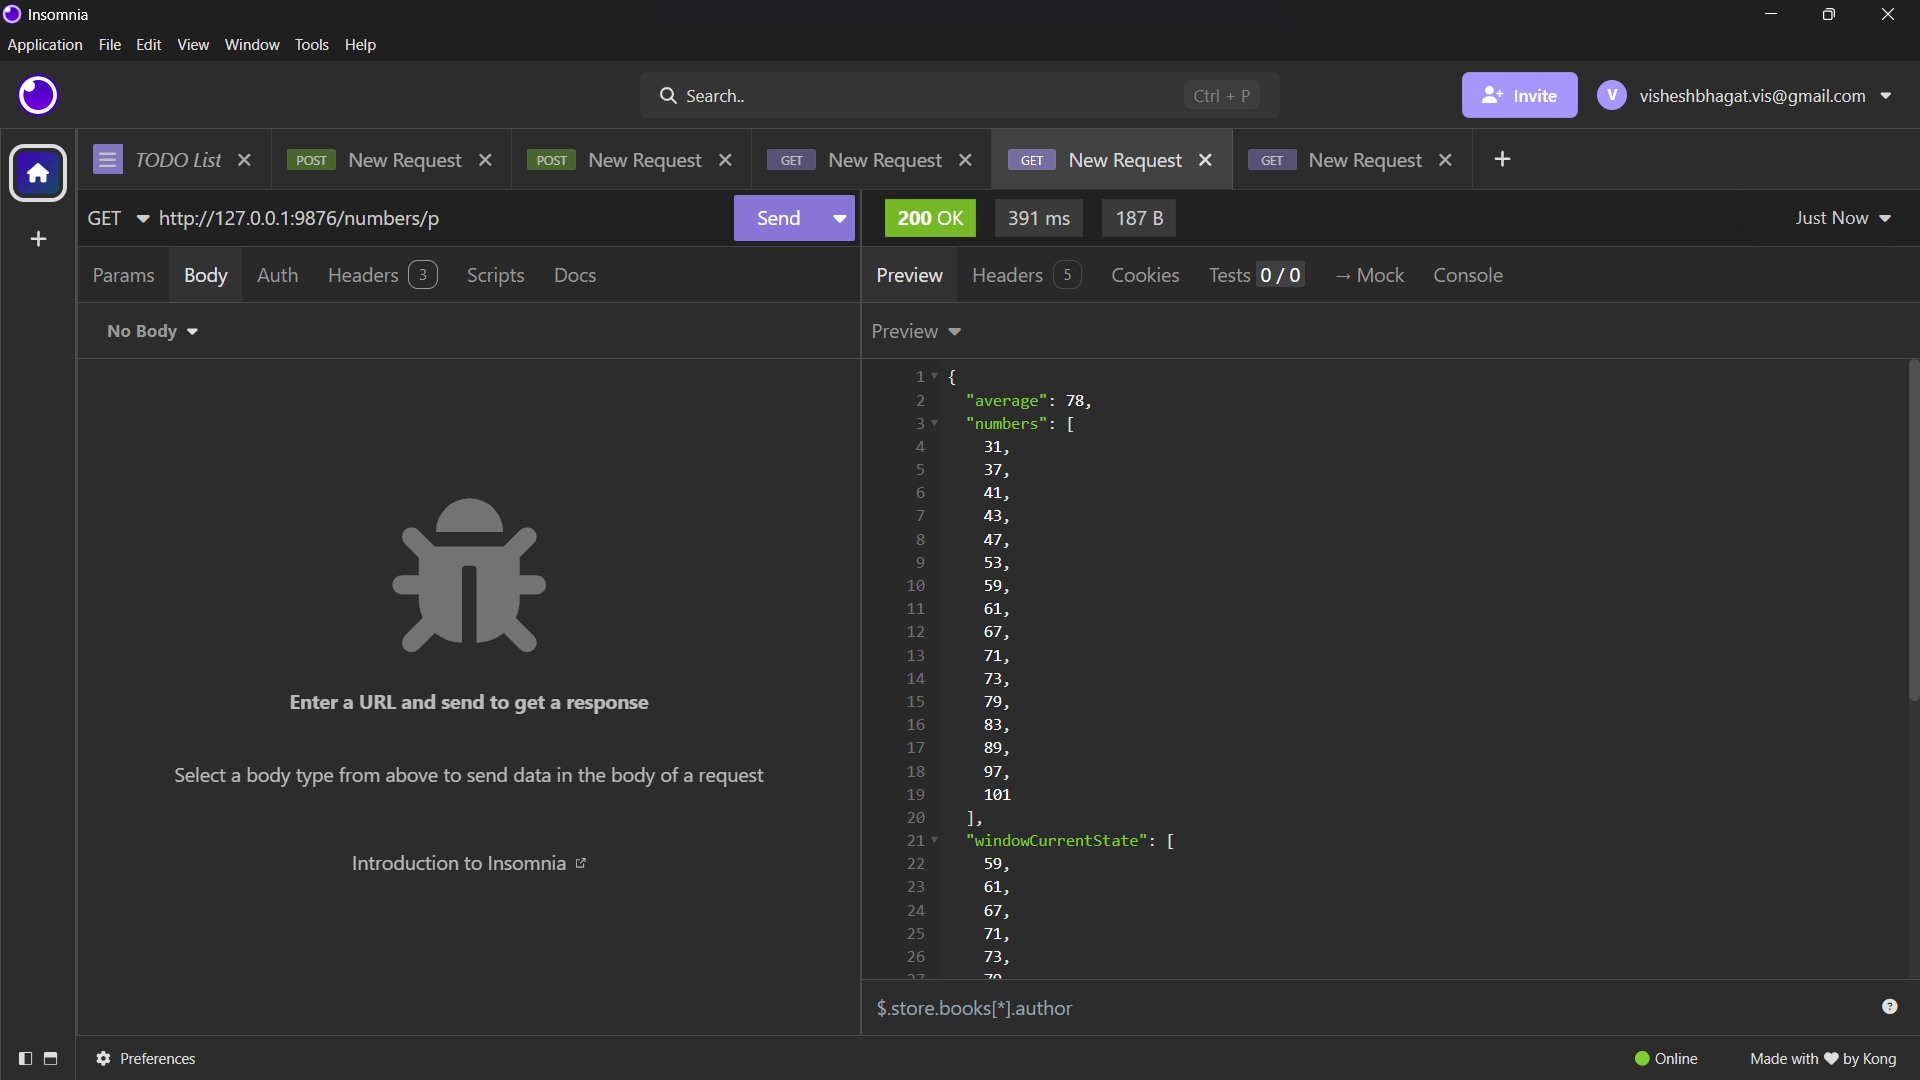 Insomnia
Application File Edit View Window Tools Help
Search.. Ctrl + P
Invite
V visheshbhagat.vis@gmail.com
TODO List
POST New Request
POST New Request
GET New Request
GET New Request
GET New Request
GET http://127.0.0.1:9876/numbers/p
Send
200 OK 391 ms 187 B
Just Now
Params Body Auth Headers 3 Scripts Docs
Preview Headers 5 Cookies Tests 0 / 0 → Mock Console
No Body
Preview
Enter a URL and send to get a response
Select a body type from above to send data in the body of a request
Introduction to Insomnia
1 {
2 "average": 78,
3 "numbers": [
4 31,
5 37,
6 41,
7 43,
8 47,
9 53,
10 59,
11 61,
12 67,
13 71,
14 73,
15 79,
16 83,
17 89,
18 97,
19 101
20 ],
21 "windowCurrentState": [
22 59,
23 61,
24 67,
25 71,
26 73,
$.store.books[*].author
Preferences
Online
Made with ♥ by Kong